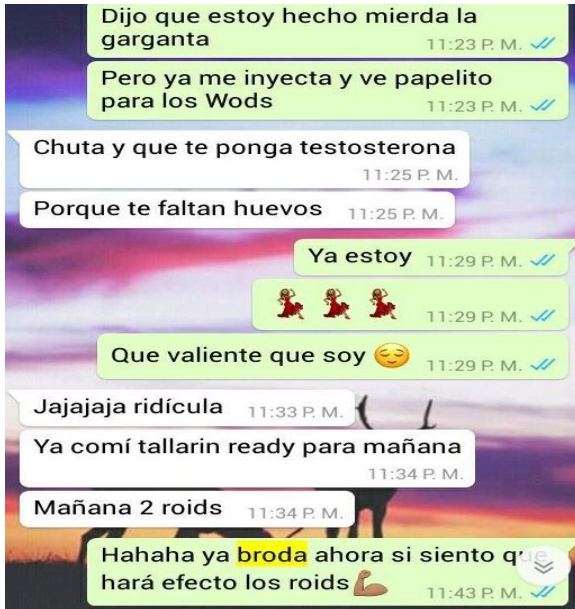 Dijo que estoy hecho mierda la
garganta
11:23 P. M.
Pero ya me inyecta y ve papelito
para los Wods
11:23 P. M.
Chuta y que te ponga testosterona
11:25 P. M.
Porque te faltan huevos 11:25 P. M.
Ya estoy 11:29 P. M.
💃 💃 💃 11:29 P. M.
Que valiente que soy 😌 11:29 P. M.
Jajajaja ridícula 11:33 P. M.
Ya comí tallarin ready para mañana
11:34 P. M.
Mañana 2 roids 11:34 P. M.
Hahaha ya broda ahora si siento que
hará efecto los roids💪🏽 11:43 P. M.